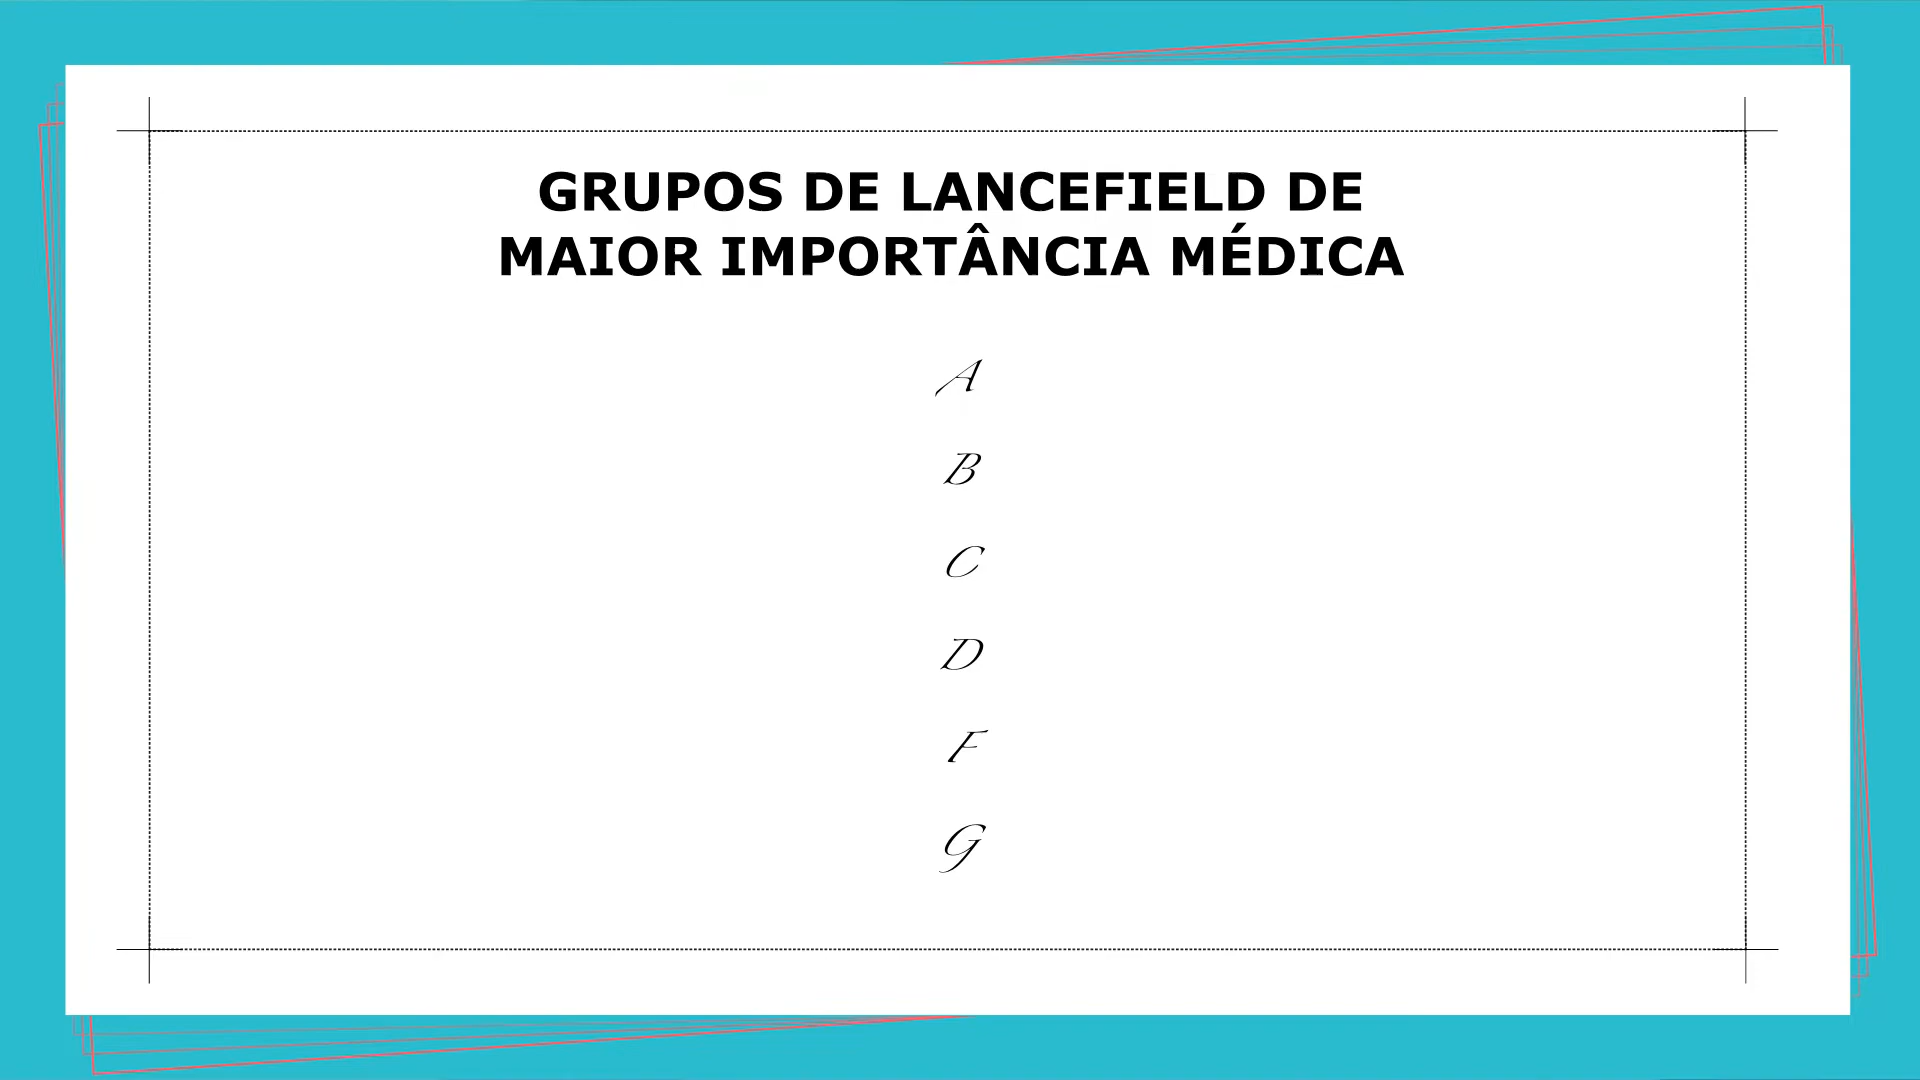 GRUPOS DE LANCEFIELD DE
MAIOR IMPORTÂNCIA MÉDICA
A
B
C
D
F
G